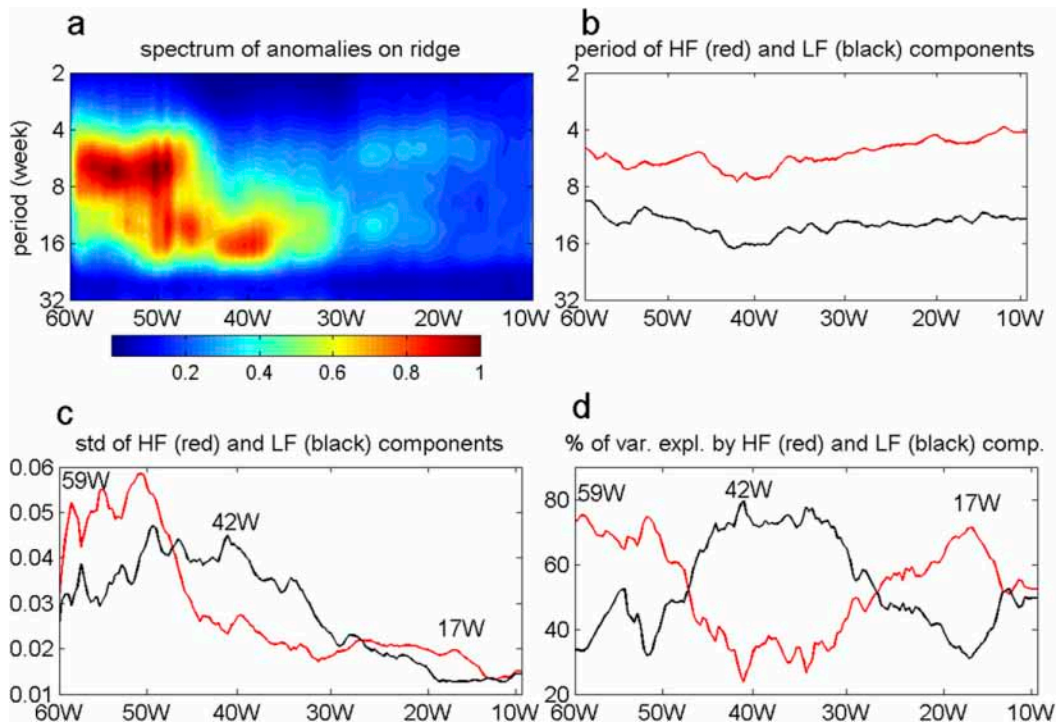 a
spectrum of anomalies on ridge
period (week)
2
4
8
16
32
60W 50W 40W 30W 20W 10W
0.2 0.4 0.6 0.8 1
b
period of HF (red) and LF (black) components
2
4
8
16
32
60W 50W 40W 30W 20W 10W
c
std of HF (red) and LF (black) components
0.06
0.05
0.04
0.03
0.02
0.01
59W
42W
17W
60W 50W 40W 30W 20W 10W
d
% of var. expl. by HF (red) and LF (black) comp.
80
60
40
20
59W
42W
17W
60W 50W 40W 30W 20W 10W